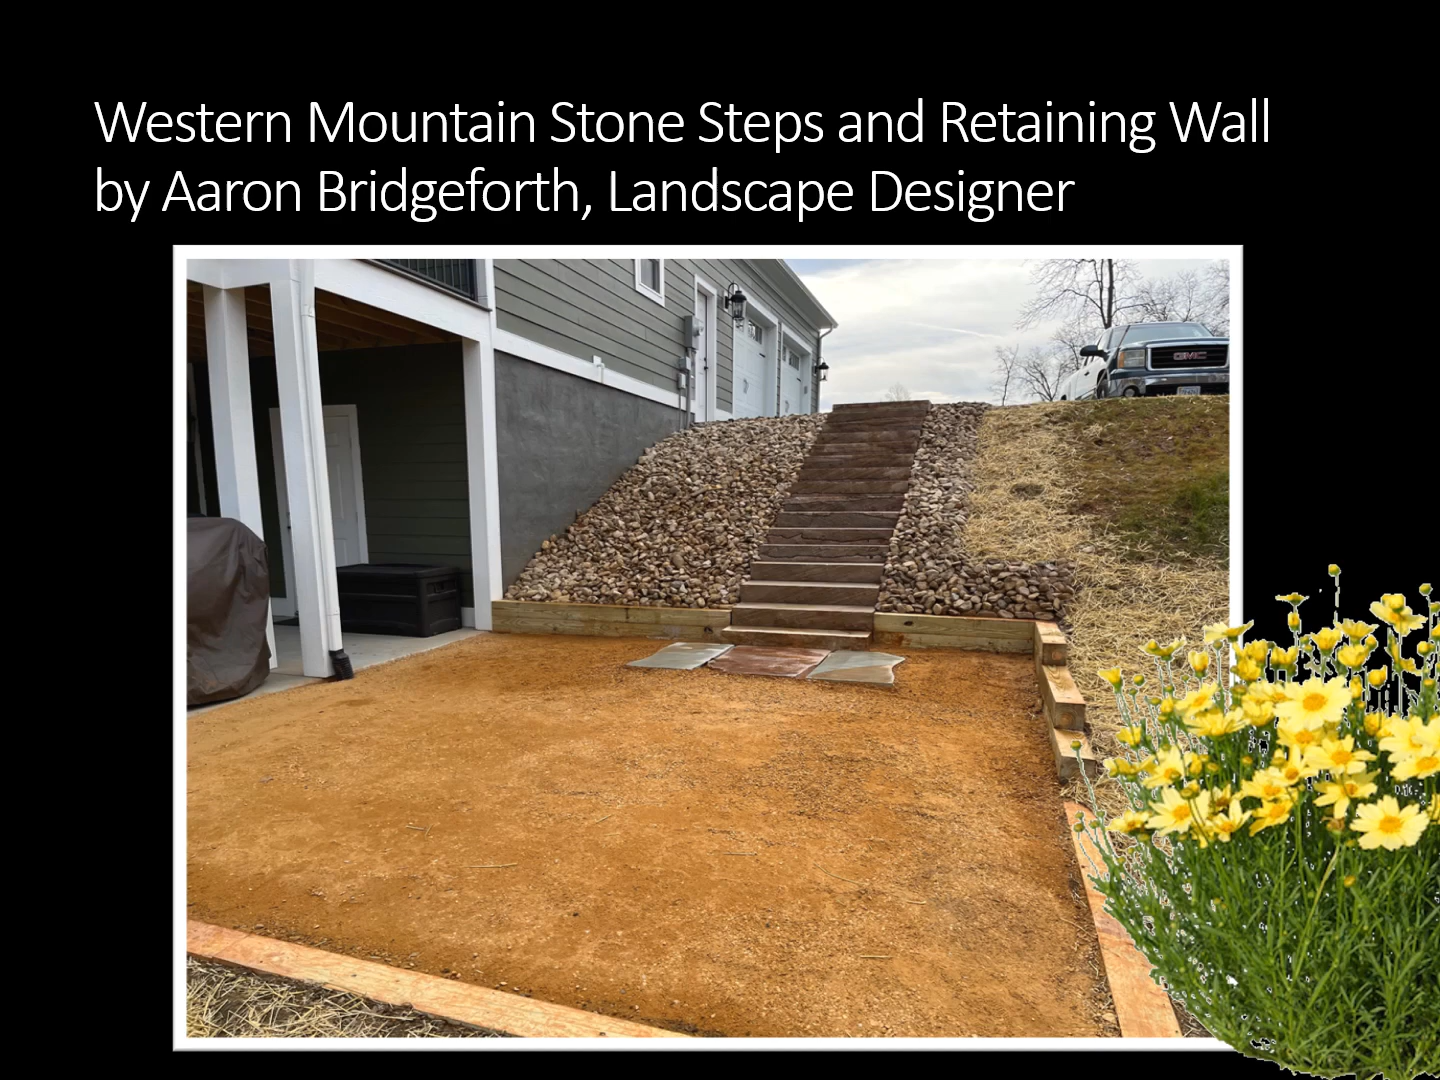 Western Mountain Stone Steps and Retaining Wall
by Aaron Bridgeforth, Landscape Designer
GMC